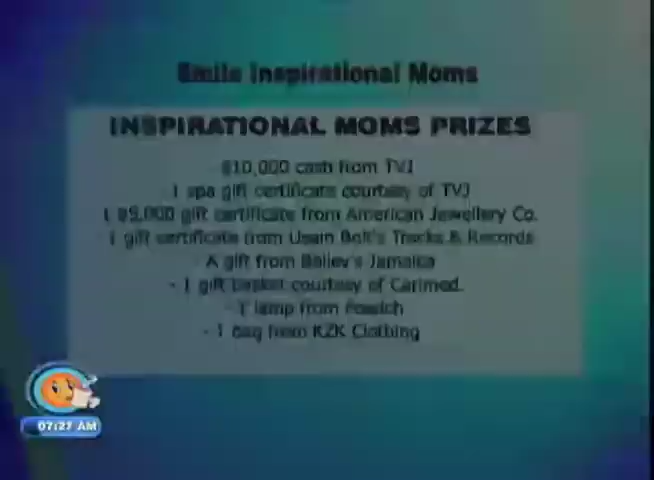 Smile Inspirational Moms
INSPIRATIONAL MOMS PRIZES
$10,000 cash from TVJ
1 spa gift certificate courtesy of TVJ
1 $5,000 gift certificate from American Jewellery Co.
1 gift certificate from Usain Bolt's Tracks & Records
A gift from Bailey's Jamaica
- 1 gift basket courtesy of Carimed.
- 1 lamp from
- 1 bag from KZK Clothing
07:27 AM